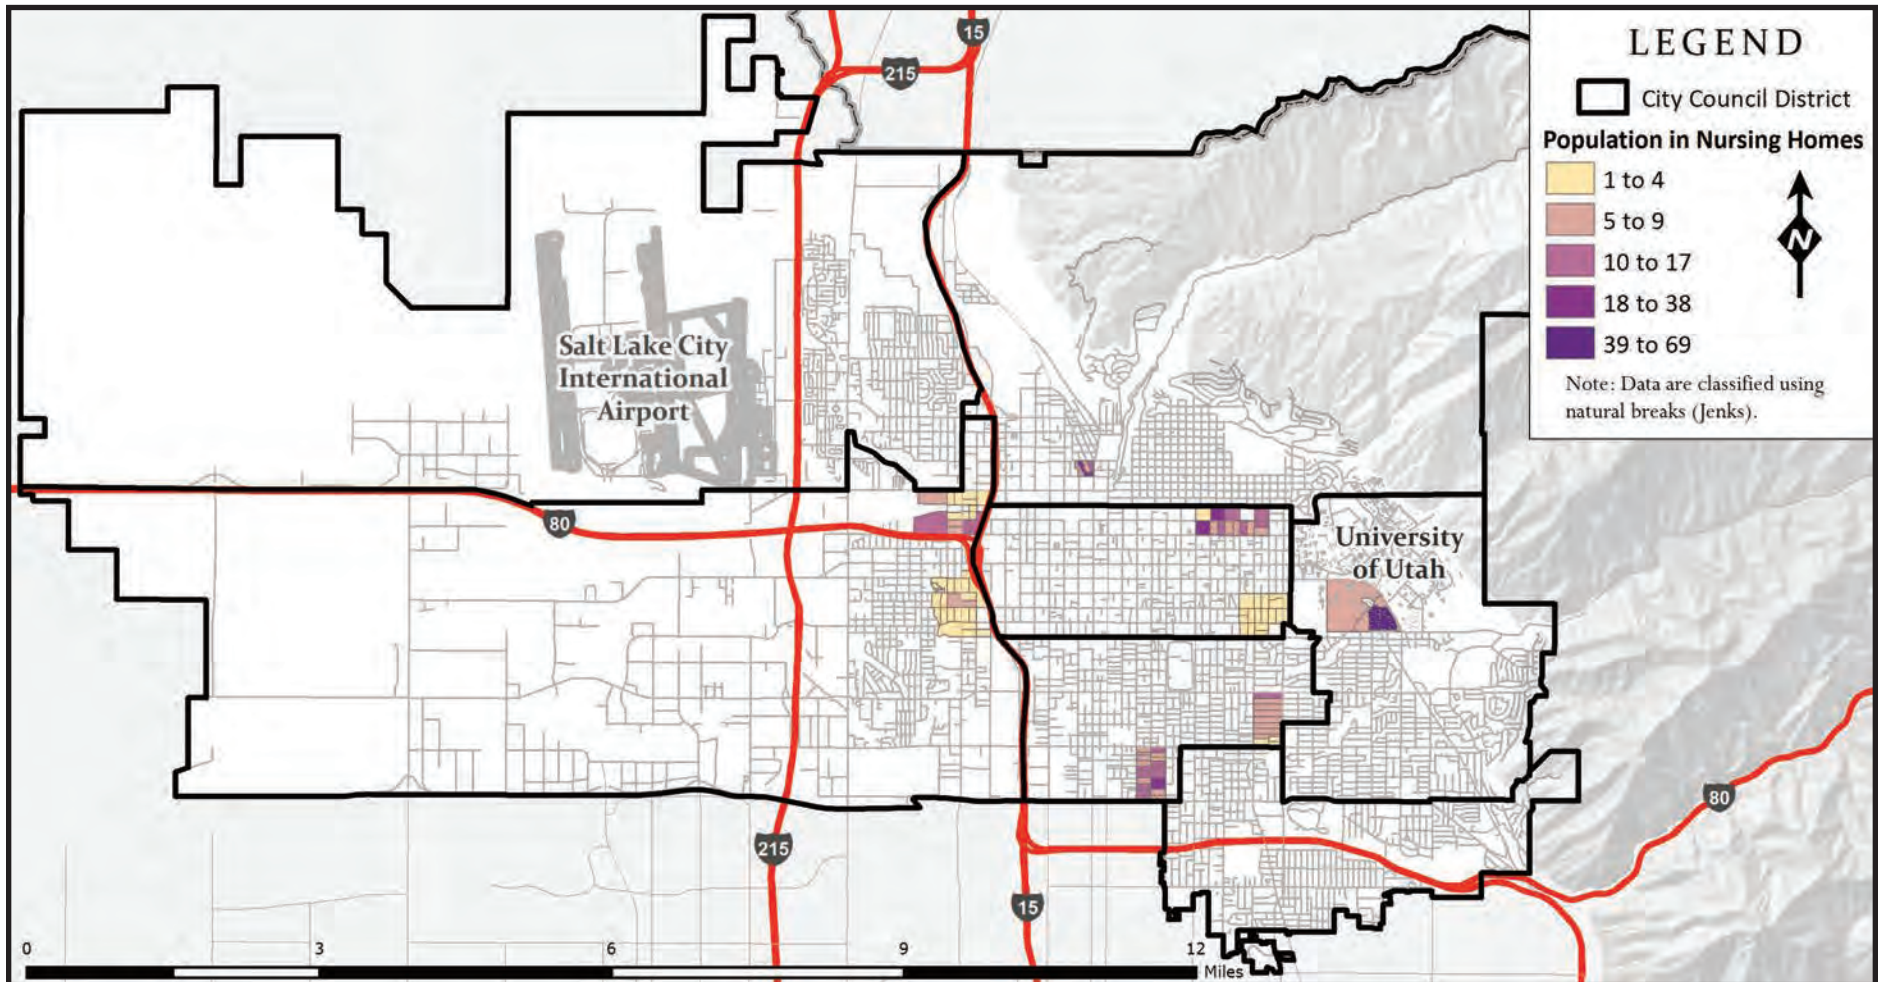 15
215
LEGEND
City Council District
Population in Nursing Homes
1 to 4
5 to 9
10 to 17
18 to 38
39 to 69
N
Note: Data are classified using
natural breaks (Jenks).
Salt Lake City
International
Airport
80
University
of Utah
80
215
15
0 3 6 9 12
Miles